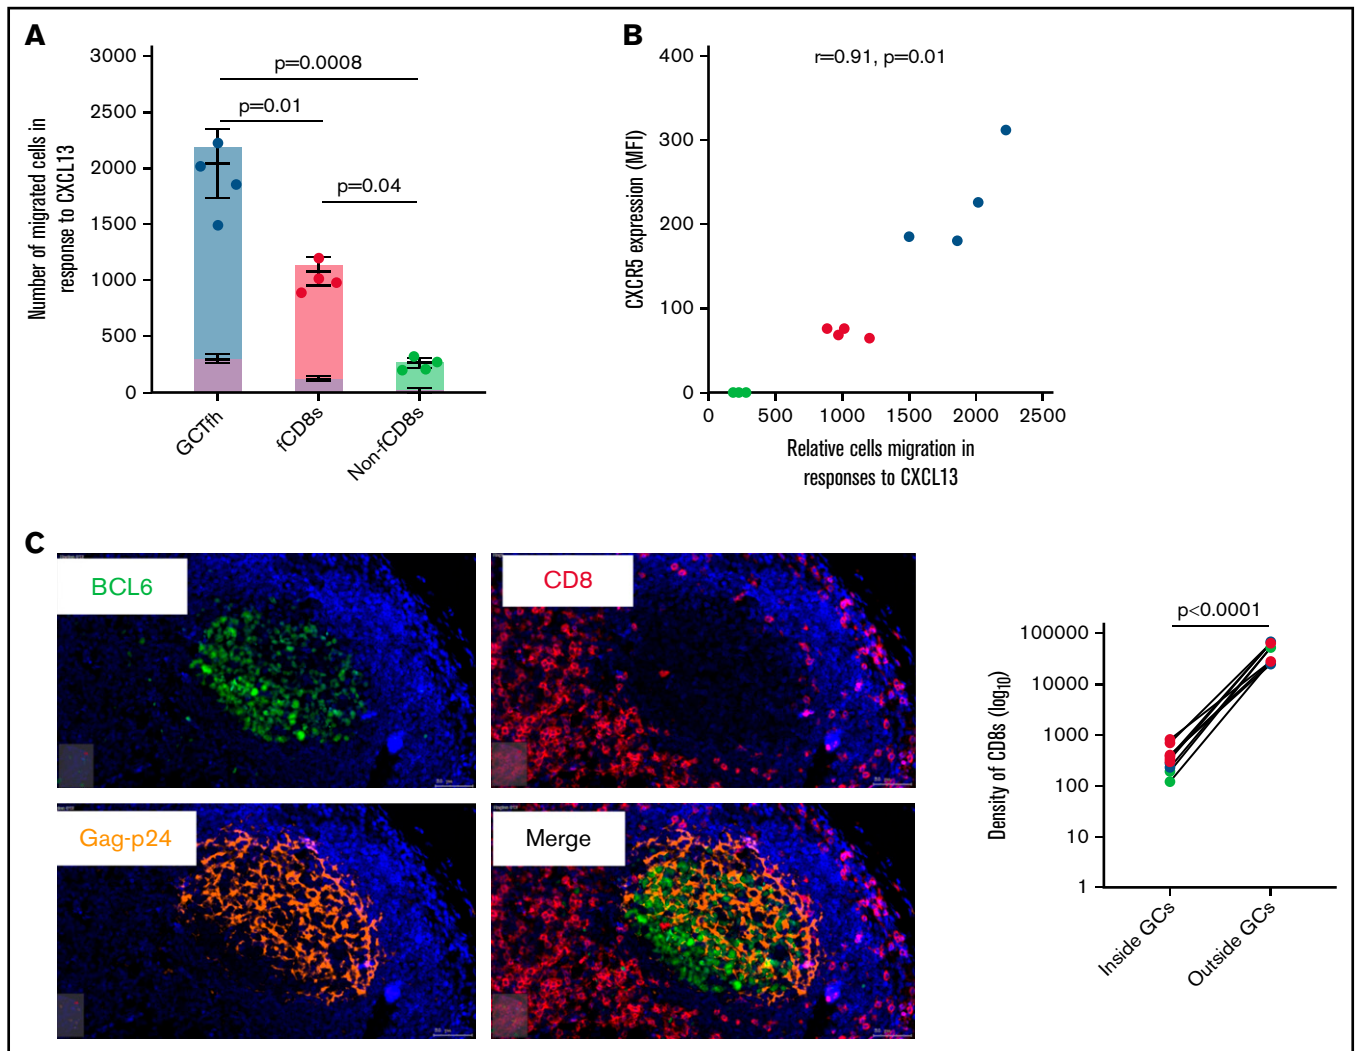 A
3000
2500
2000
1500
1000
500
0
Number of migrated cells in
response to CXCL13
p=0.0008
p=0.01
p=0.04
GCTfh
fCD8s
Non-fCD8s
B
400
300
200
100
0
CXCR5 expression (MFI)
r=0.91, p=0.01
0 500 1000 1500 2000 2500
Relative cells migration in
responses to CXCL13
C
BCL6
CD8
Gag-p24
Merge
p<0.0001
100000
10000
1000
100
10
1
Density of CD8s (log10)
Inside GCs
Outside GCs